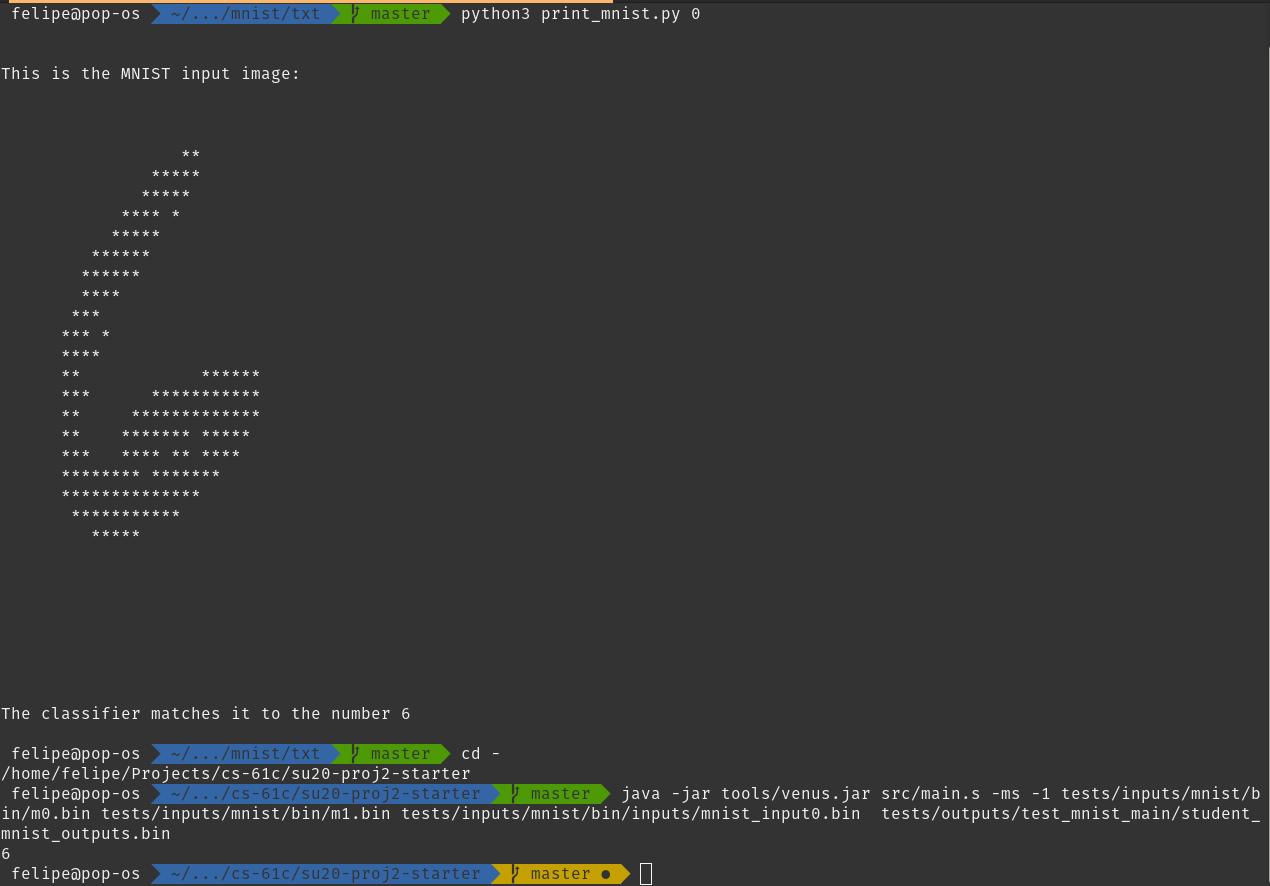 felipe@pop-os ~/.../mnist/txt master python3 print_mnist.py 0
This is the MNIST input image:
                  **
               *****
              *****
            **** *
           *****
         ******
        ******
        ****
       ***
      *** *
      ****
      **            ******
      ***      ***********
      **     *************
      **    ******* *****
      ***   **** ** ****
      ******** *******
      **************
       ***********
         *****
The classifier matches it to the number 6
felipe@pop-os ~/.../mnist/txt master cd -
/home/felipe/Projects/cs-61c/su20-proj2-starter
felipe@pop-os ~/.../cs-61c/su20-proj2-starter master java -jar tools/venus.jar src/main.s -ms -1 tests/inputs/mnist/b
in/m0.bin tests/inputs/mnist/bin/m1.bin tests/inputs/mnist/bin/inputs/mnist_input0.bin  tests/outputs/test_mnist_main/student_
mnist_outputs.bin
6
felipe@pop-os ~/.../cs-61c/su20-proj2-starter master ●